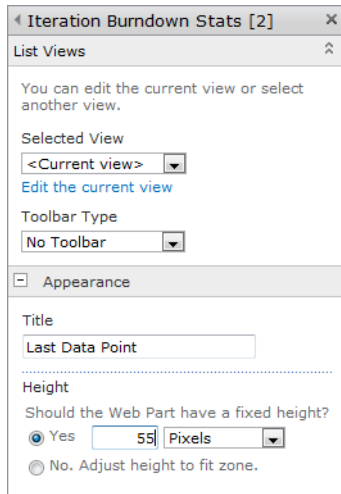 Iteration Burndown Stats [2]
List Views
You can edit the current view or select
another view.
Selected View
<Current view>
Edit the current view
Toolbar Type
No Toolbar
Appearance
Title
Last Data Point
Height
Should the Web Part have a fixed height?
Yes 55 Pixels
No. Adjust height to fit zone.